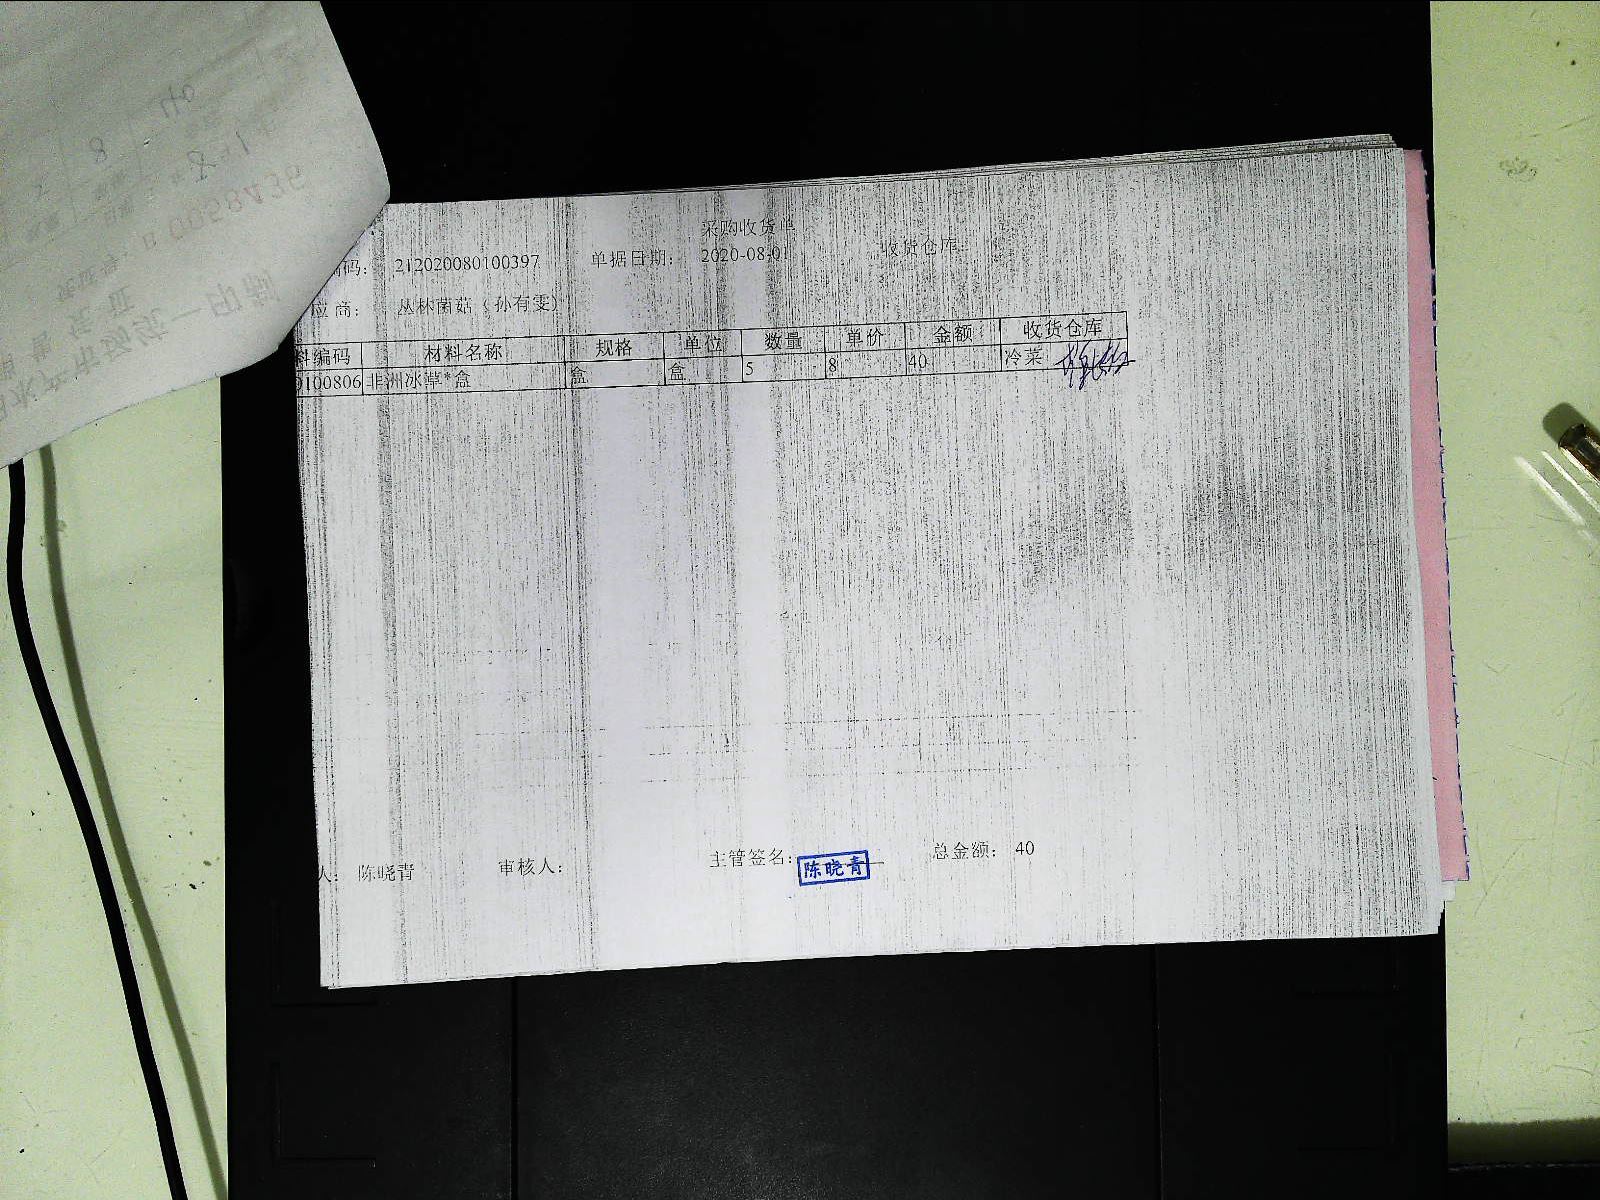 采购收货单
编码： 212020080100397 单据日期： 2020-08-01 收货仓库：
应商： 丛林菌菇（孙有雯）
料编码 材料名称 规格 单位 数量 单价 金额 收货仓库
0100806 非洲冰草*盒 盒 盒 5 8 40 冷菜
人： 陈晓青 审核人： 主管签名： 陈晓青 总金额： 40